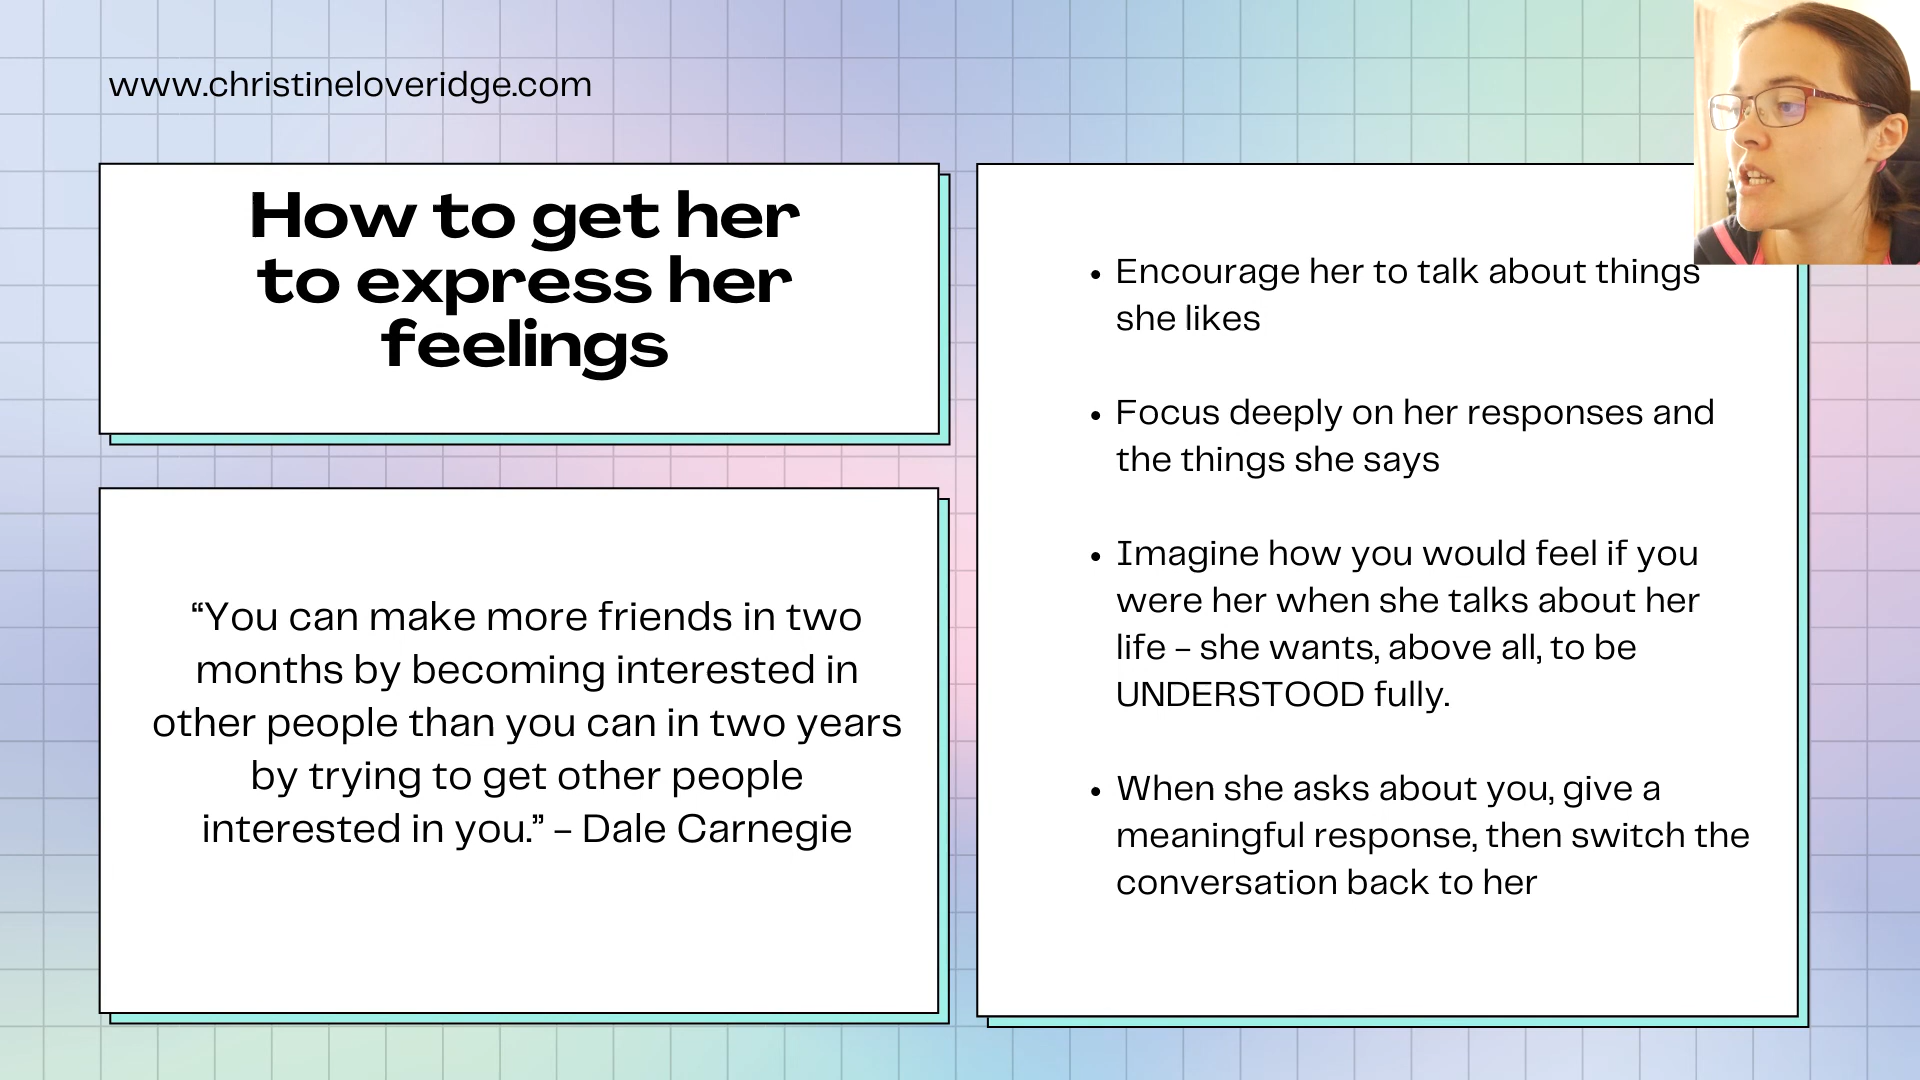 www.christineloveridge.com
How to get her
to express her
feelings
“You can make more friends in two
months by becoming interested in
other people than you can in two years
by trying to get other people
interested in you.” – Dale Carnegie
• Encourage her to talk about things
she likes
• Focus deeply on her responses and
the things she says
• Imagine how you would feel if you
were her when she talks about her
life – she wants, above all, to be
UNDERSTOOD fully.
• When she asks about you, give a
meaningful response, then switch the
conversation back to her